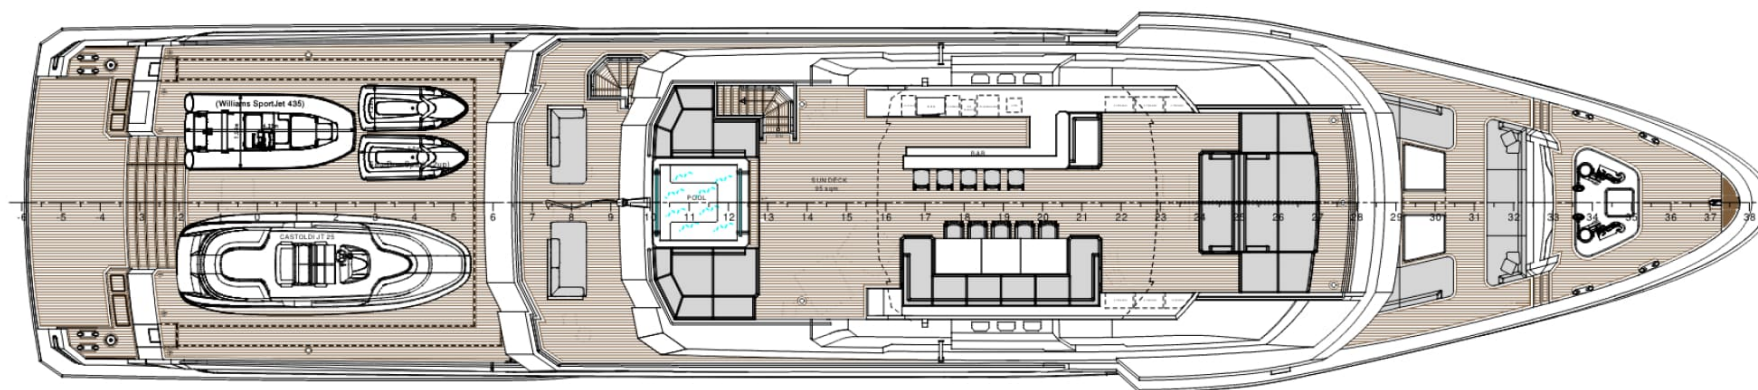 (Williams SportJet 435)
CASTOLDI JT 25
POOL
SUN DECK
95 sqm
BAR
-6 -5 -4 -3 -2 -1 0 1 2 3 4 5 6 7 8 9 10 11 12 13 14 15 16 17 18 19 20 21 22 23 24 25 26 27 28 29 30 31 32 33 34 35 36 37 38